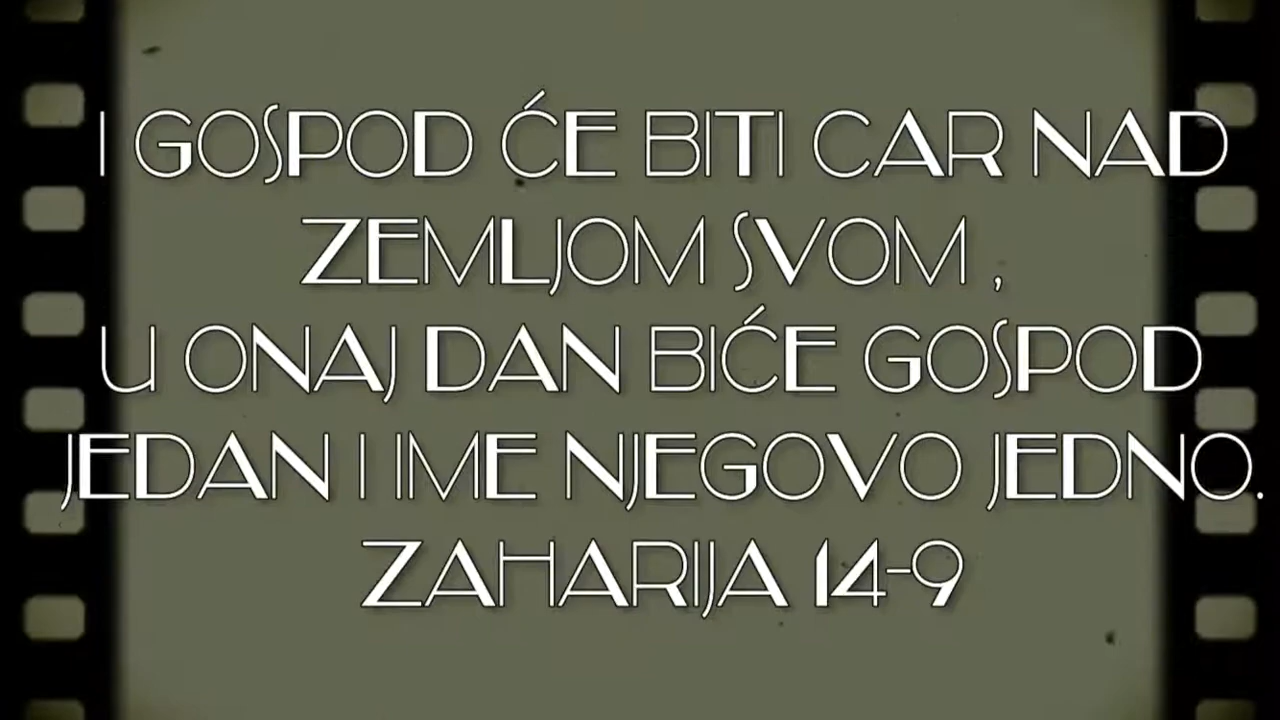 I GOSPOD ĆE BITI CAR NAD
ZEMLJOM SVOM ,
U ONAJ DAN BIĆE GOSPOD
JEDAN I IME NJEGOVO JEDNO.
ZAHARIJA 14-9